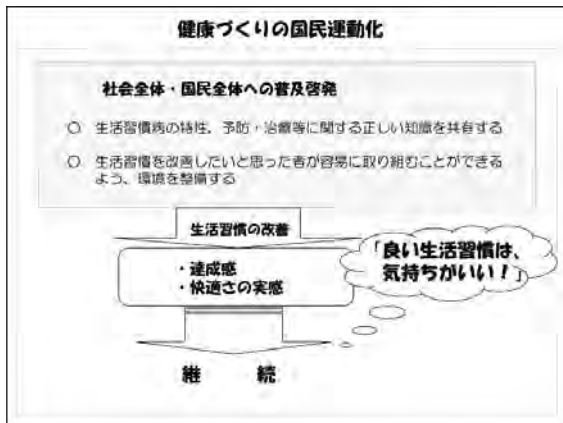 健康づくりの国民運動化
社会全体・国民全体への普及啓発
○ 生活習慣病の特性、予防・治療等に関する正しい知識を共有する
○ 生活習慣を改善したいと思った者が容易に取り組むことができる
よう、環境を整備する
生活習慣の改善
・達成感
・快適さの実感
「良い生活習慣は、
気持ちがいい!」
継 続